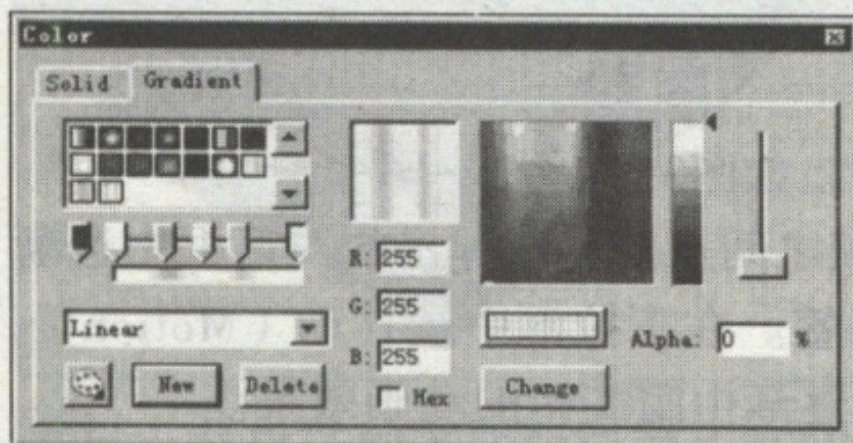 Color
Solid Gradient
R: 255
G: 255
B: 255
Linear
Alpha: 0 %
New Delete
Hex
Change